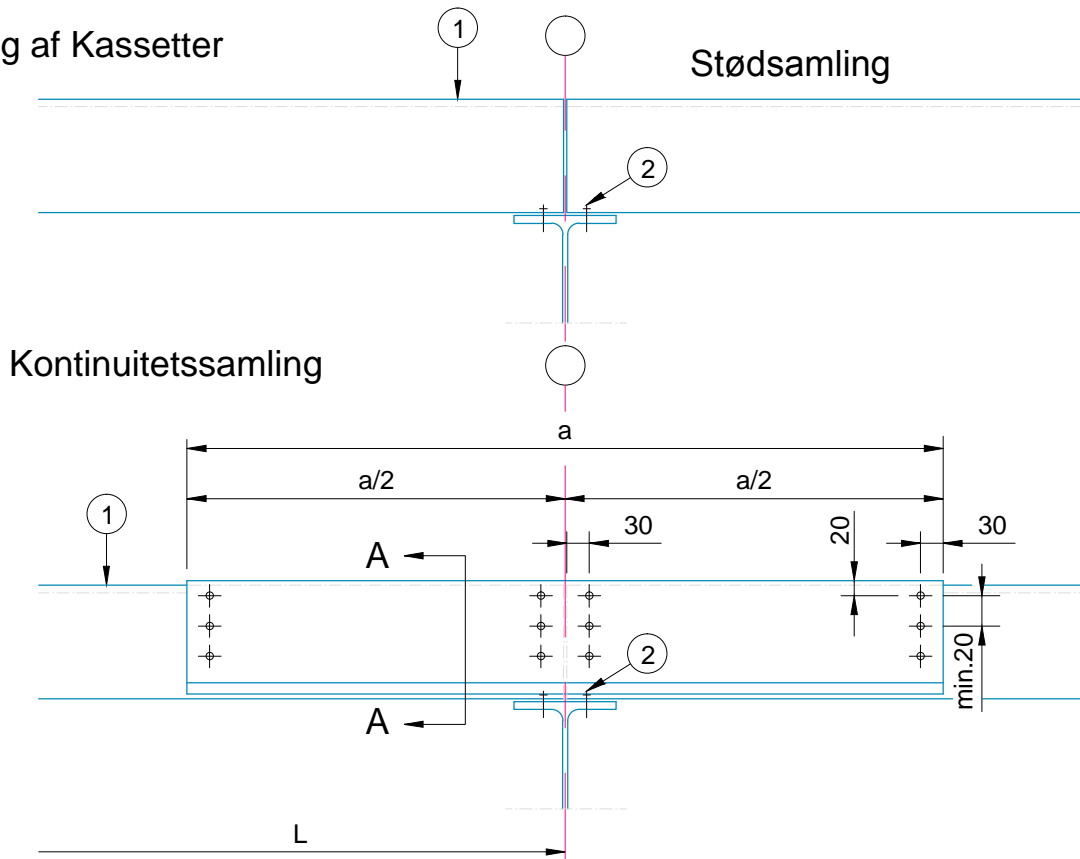 g af Kassetter
1
Stødsamling
2
Kontinuitetssamling
a
a/2
a/2
1
A
30
20
30
2
min.20
A
L